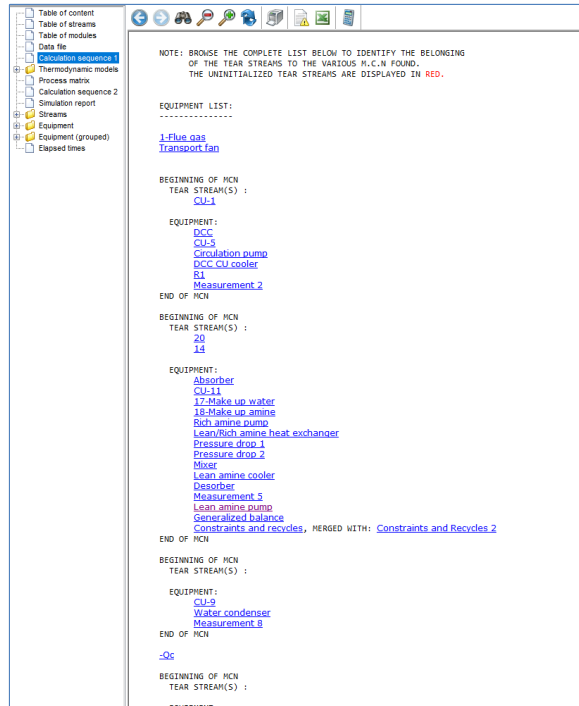 Table of content
Table of streams
Table of modules
Data file
Calculation sequence 1
Thermodynamic models
Process matrix
Calculation sequence 2
Simulation report
Streams
Equipment
Equipment (grouped)
Elapsed times
NOTE: BROWSE THE COMPLETE LIST BELOW TO IDENTIFY THE BELONGING
OF THE TEAR STREAMS TO THE VARIOUS M.C.N FOUND.
THE UNINITIALIZED TEAR STREAMS ARE DISPLAYED IN RED.
EQUIPMENT LIST:
---------------
1-Flue gas
Transport fan
BEGINNING OF MCN
TEAR STREAM(S) :
CU-1
EQUIPMENT:
DCC
CU-5
Circulation pump
DCC CU cooler
R1
Measurement 2
END OF MCN
BEGINNING OF MCN
TEAR STREAM(S) :
20
14
EQUIPMENT:
Absorber
CU-11
17-Make up water
18-Make up amine
Rich amine pump
Lean/Rich amine heat exchanger
Pressure drop 1
Pressure drop 2
Mixer
Lean amine cooler
Desorber
Measurement 5
Lean amine pump
Generalized balance
Constraints and recycles, MERGED WITH: Constraints and Recycles 2
END OF MCN
BEGINNING OF MCN
TEAR STREAM(S) :
EQUIPMENT:
CU-9
Water condenser
Measurement 8
END OF MCN
-Qc
BEGINNING OF MCN
TEAR STREAM(S) :